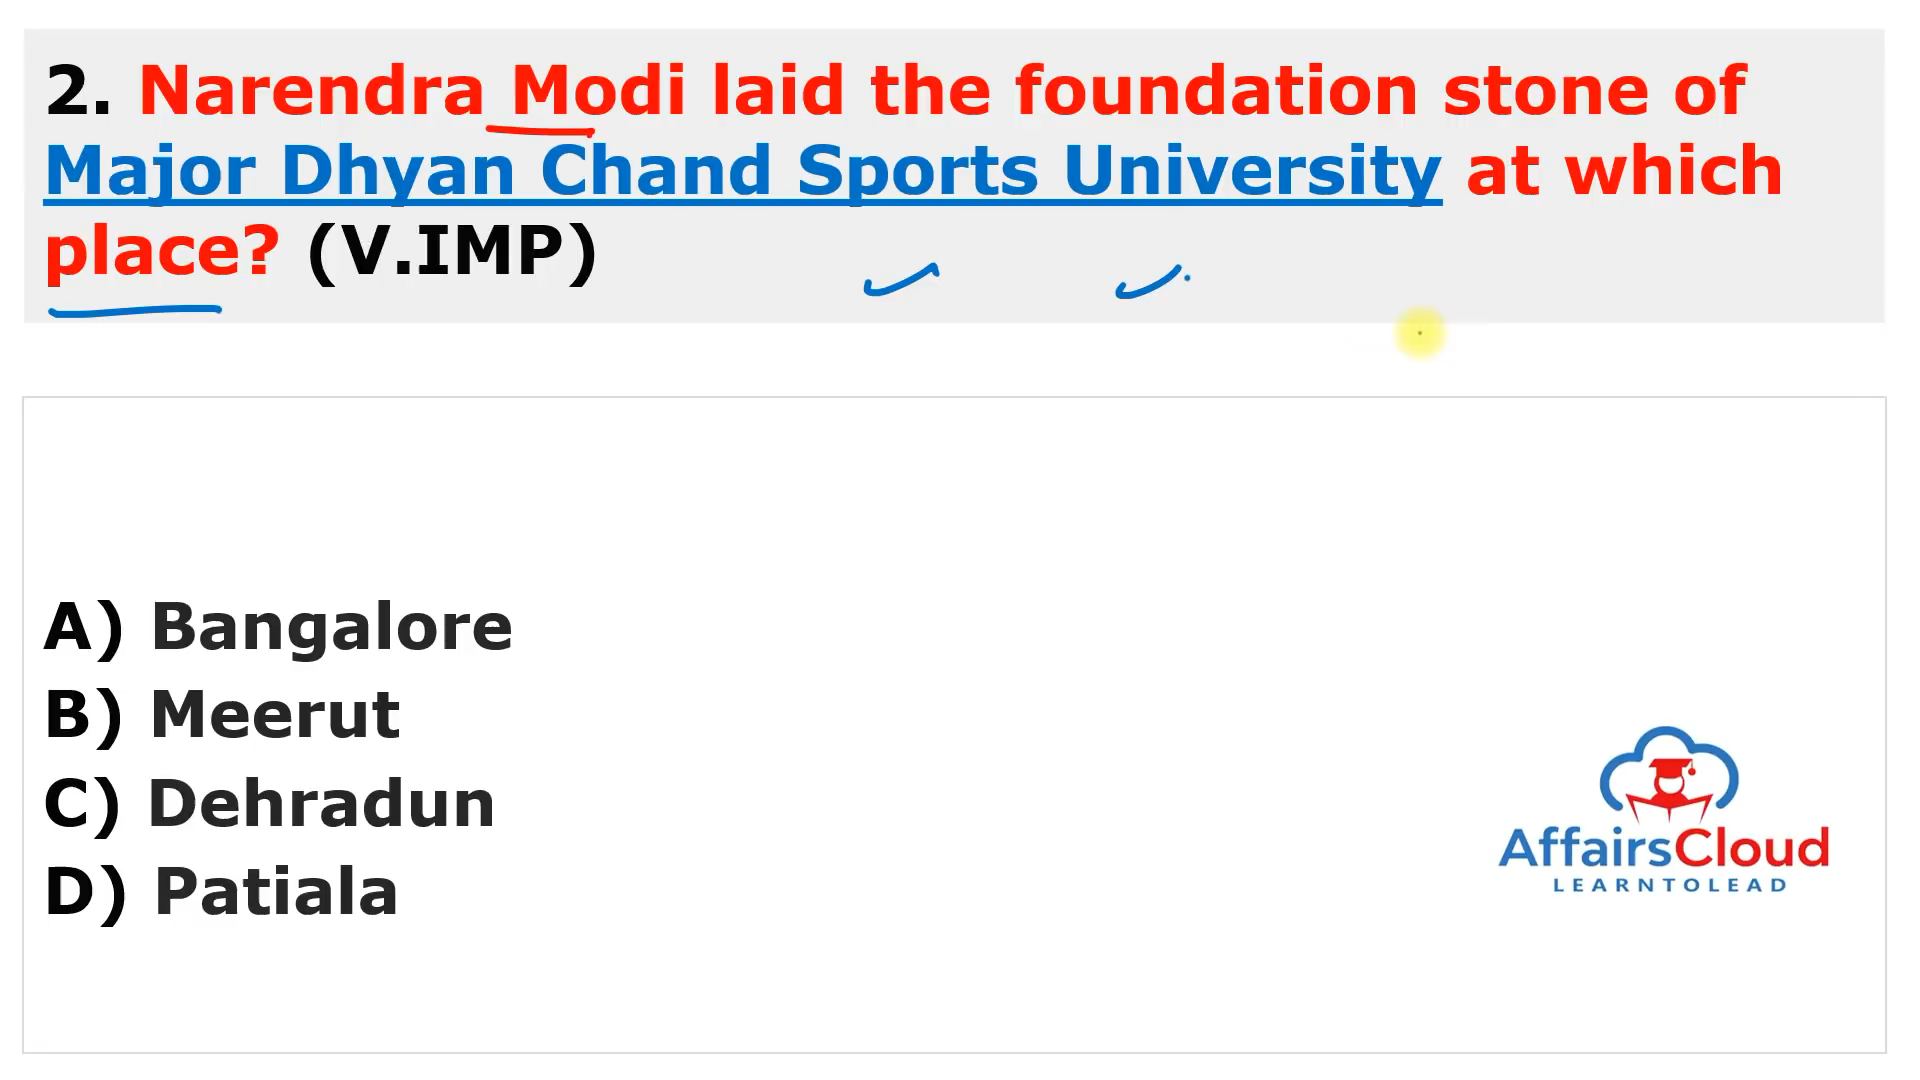 2. Narendra Modi laid the foundation stone of
Major Dhyan Chand Sports University at which
place? (V.IMP)
A) Bangalore
B) Meerut
C) Dehradun
D) Patiala
AffairsCloud
LEARNTOLEAD